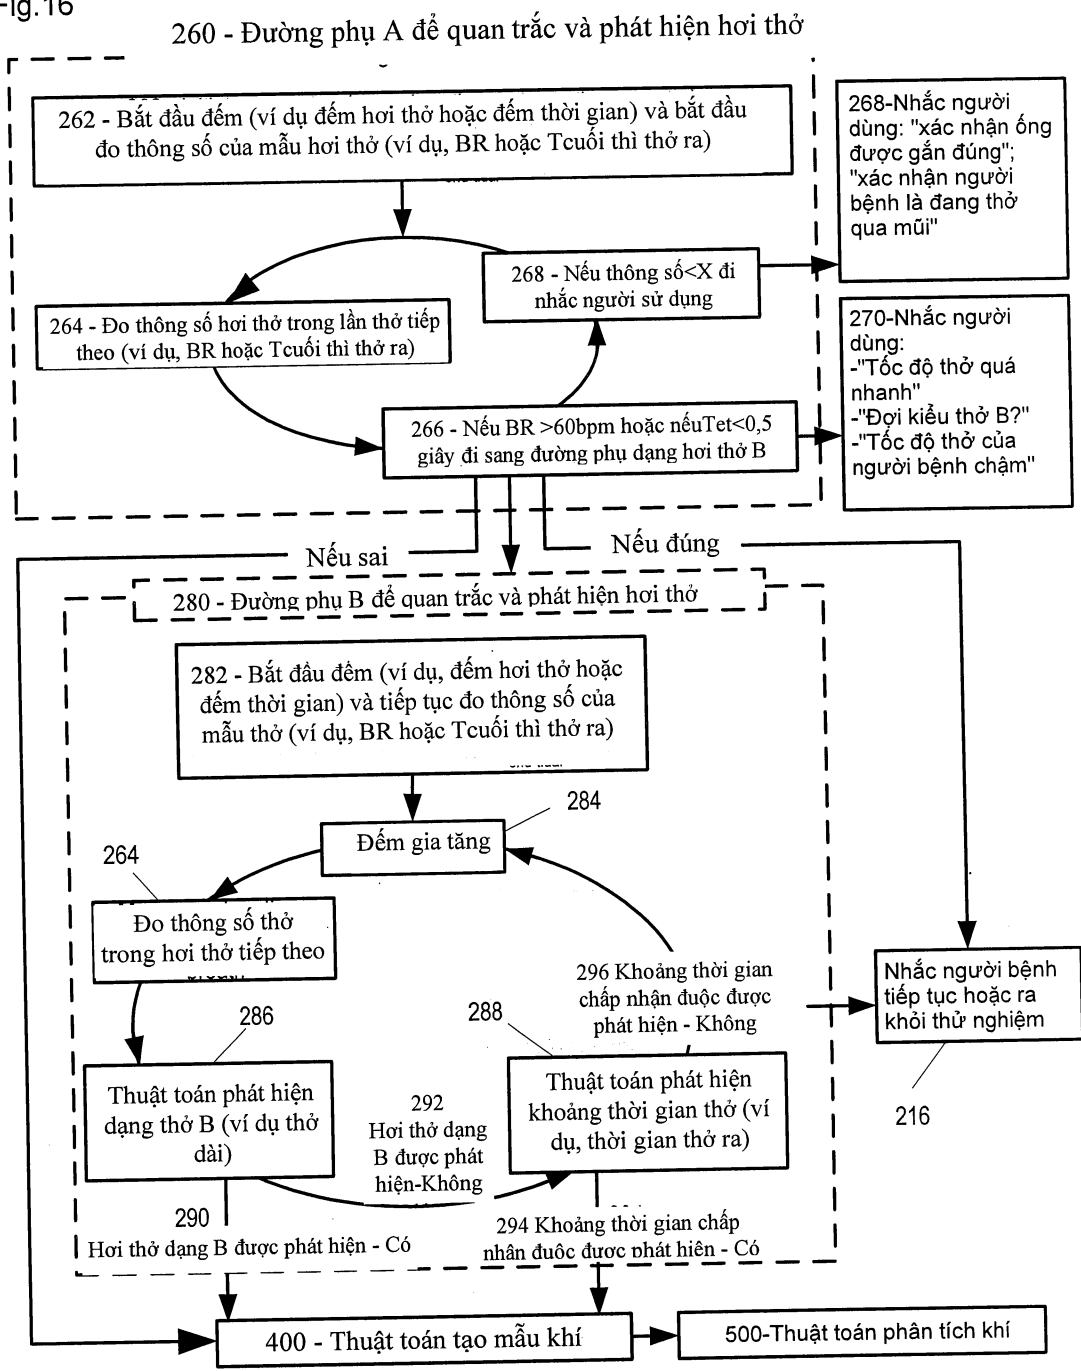 Fig.16
260 - Đường phụ A để quan trắc và phát hiện hơi thở
262 - Bắt đầu đếm (ví dụ đếm hơi thở hoặc đếm thời gian) và bắt đầu
đo thông số của mẫu hơi thở (ví dụ, BR hoặc Tcuối thì thở ra)
268-Nhắc người
dùng: "xác nhận ống
được gắn đúng";
"xác nhận người
bệnh là đang thở
qua mũi"
268 - Nếu thông số<X đi
nhắc người sử dụng
264 - Đo thông số hơi thở trong lần thở tiếp
theo (ví dụ, BR hoặc Tcuối thì thở ra)
270-Nhắc người
dùng:
-"Tốc độ thở quá
nhanh"
-"Đợi kiểu thở B?"
-"Tốc độ thở của
người bệnh chậm"
266 - Nếu BR >60bpm hoặc nếuTet<0,5
giây đi sang đường phụ dạng hơi thở B
Nếu sai
Nếu đúng
280 - Đường phụ B để quan trắc và phát hiện hơi thở
282 - Bắt đầu đếm (ví dụ, đếm hơi thở hoặc
đếm thời gian) và tiếp tục đo thông số của
mẫu thở (ví dụ, BR hoặc Tcuối thì thở ra)
284
Đếm gia tăng
264
Đo thông số thở
trong hơi thở tiếp theo
296 Khoảng thời gian
chấp nhận đuộc được
phát hiện - Không
Nhắc người bệnh
tiếp tục hoặc ra
khỏi thử nghiệm
216
286
288
Thuật toán phát hiện
dạng thở B (ví dụ thở
dài)
292
Hơi thở dạng
B được phát
hiện-Không
Thuật toán phát hiện
khoảng thời gian thở (ví
dụ, thời gian thở ra)
290
Hơi thở dạng B được phát hiện - Có
294 Khoảng thời gian chấp
nhân đuôc đươc phát hiên - Có
400 - Thuật toán tạo mẫu khí
500-Thuật toán phân tích khí